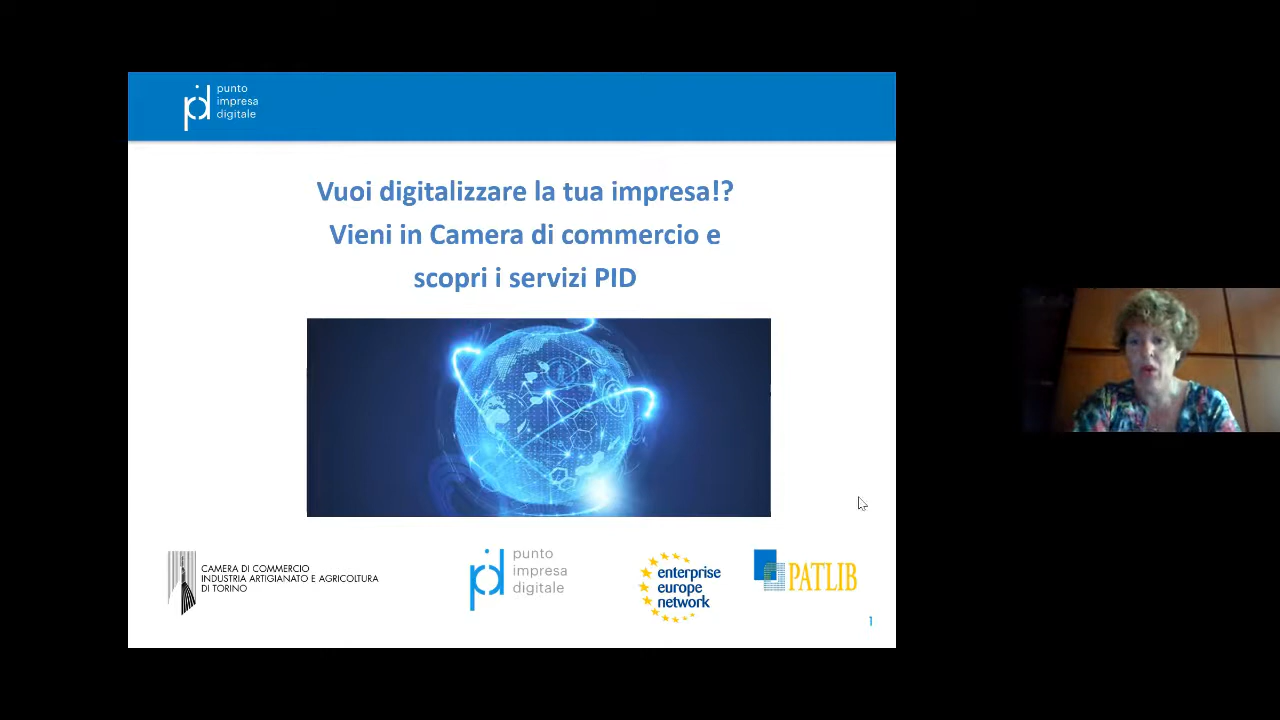 punto
impresa
digitale
Vuoi digitalizzare la tua impresa!?
Vieni in Camera di commercio e
scopri i servizi PID
CAMERA DI COMMERCIO
INDUSTRIA ARTIGIANATO E AGRICOLTURA
DI TORINO
pid
punto
impresa
digitale
enterprise
europe
network
PATLIB
1